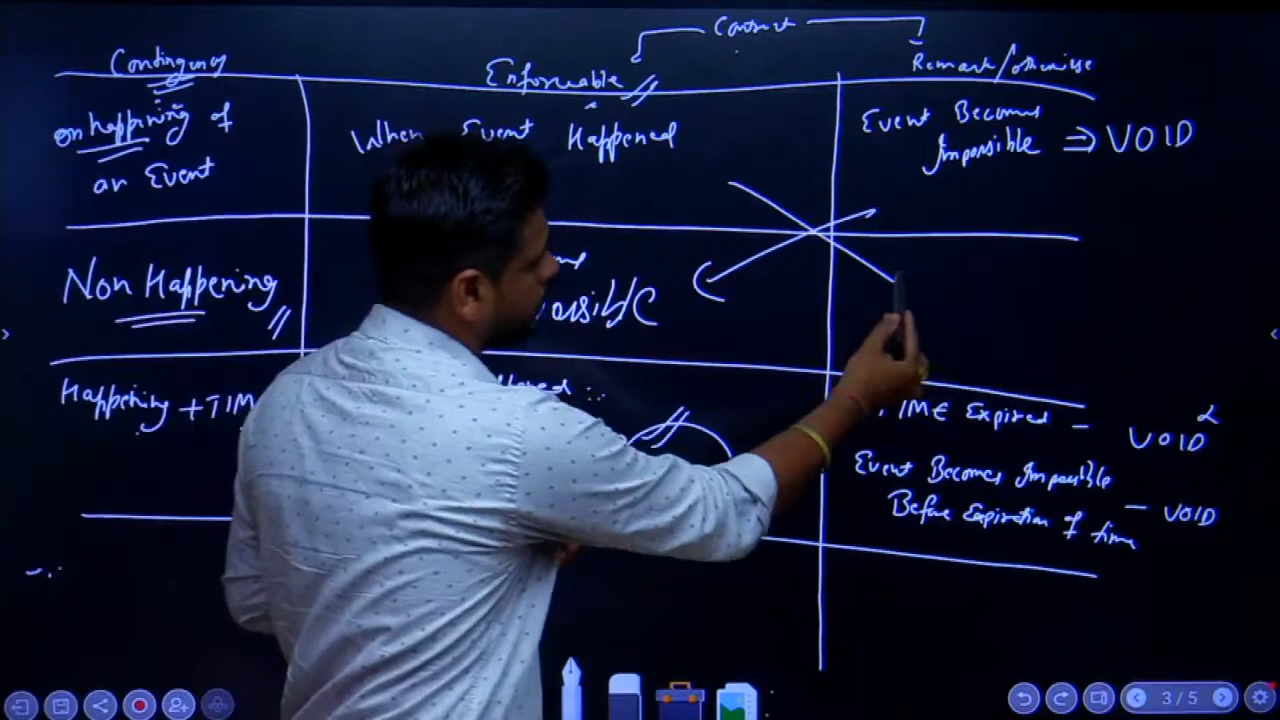 Contract
Contingency
Enforceable
Remark/otherwise
on happening of
an Event
When Event Happened
Event Becomes
Impossible ⇒ VOID
Non Happening
Happening + TIM
TIME Expired - VOID
Event Becomes Impossible
Before Expiration of time - VOID
3/5